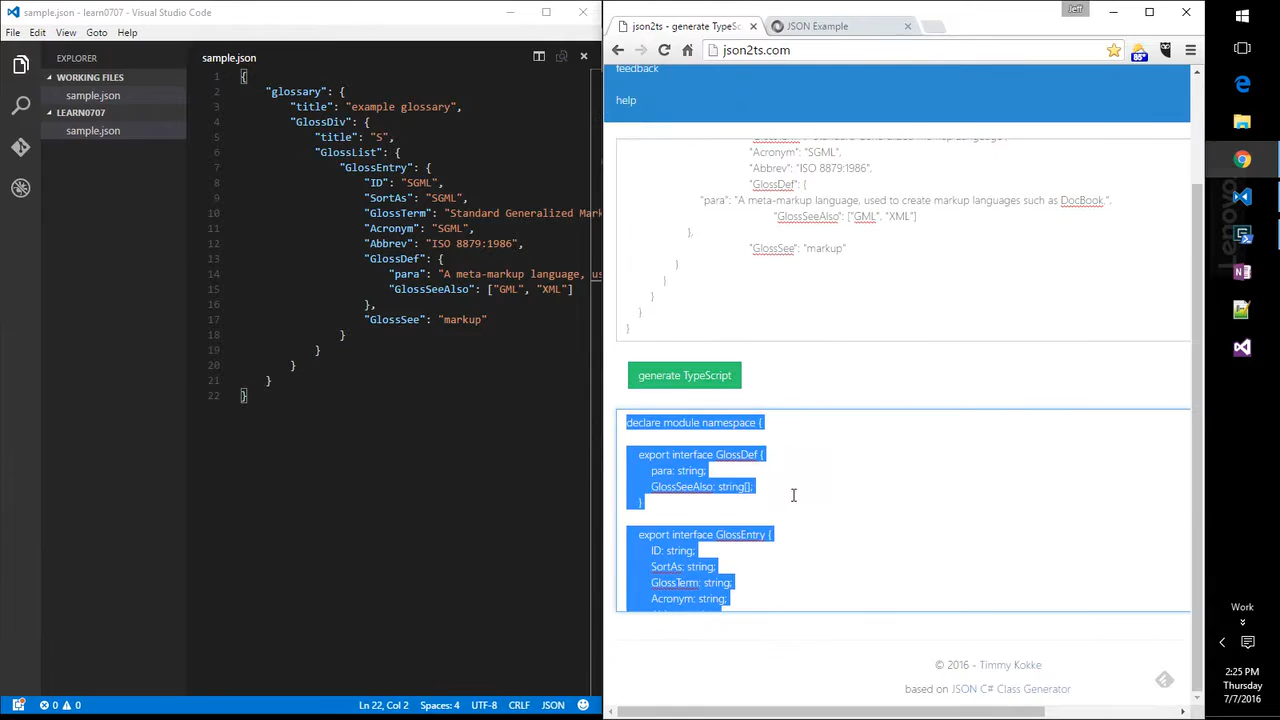 sample.json - learn0707 - Visual Studio Code
File Edit View Goto Help
EXPLORER
WORKING FILES
sample.json
LEARN0707
sample.json
sample.json
1 {
2 "glossary": {
3 "title": "example glossary",
4 "GlossDiv": {
5 "title": "S",
6 "GlossList": {
7 "GlossEntry": {
8 "ID": "SGML",
9 "SortAs": "SGML",
10 "GlossTerm": "Standard Generalized Mar
11 "Acronym": "SGML",
12 "Abbrev": "ISO 8879:1986",
13 "GlossDef": {
14 "para": "A meta-markup language, us
15 "GlossSeeAlso": ["GML", "XML"]
16 },
17 "GlossSee": "markup"
18 }
19 }
20 }
21 }
22 }
0 0
Ln 22, Col 2 Spaces: 4 UTF-8 CRLF JSON
Jeff
json2ts - generate TypeSc
JSON Example
json2ts.com
85°
feedback
help
"Acronym": "SGML",
"Abbrev": "ISO 8879:1986",
"GlossDef": {
"para": "A meta-markup language, used to create markup languages such as DocBook.",
"GlossSeeAlso": ["GML", "XML"]
},
"GlossSee": "markup"
}
}
}
}
}
generate TypeScript
declare module namespace {
export interface GlossDef {
para: string;
GlossSeeAlso: string[];
}
export interface GlossEntry {
ID: string;
SortAs: string;
GlossTerm: string;
Acronym: string;
© 2016 - Timmy Kokke
based on JSON C# Class Generator
Lenovo
Work
2:25 PM
Thursday
7/7/2016